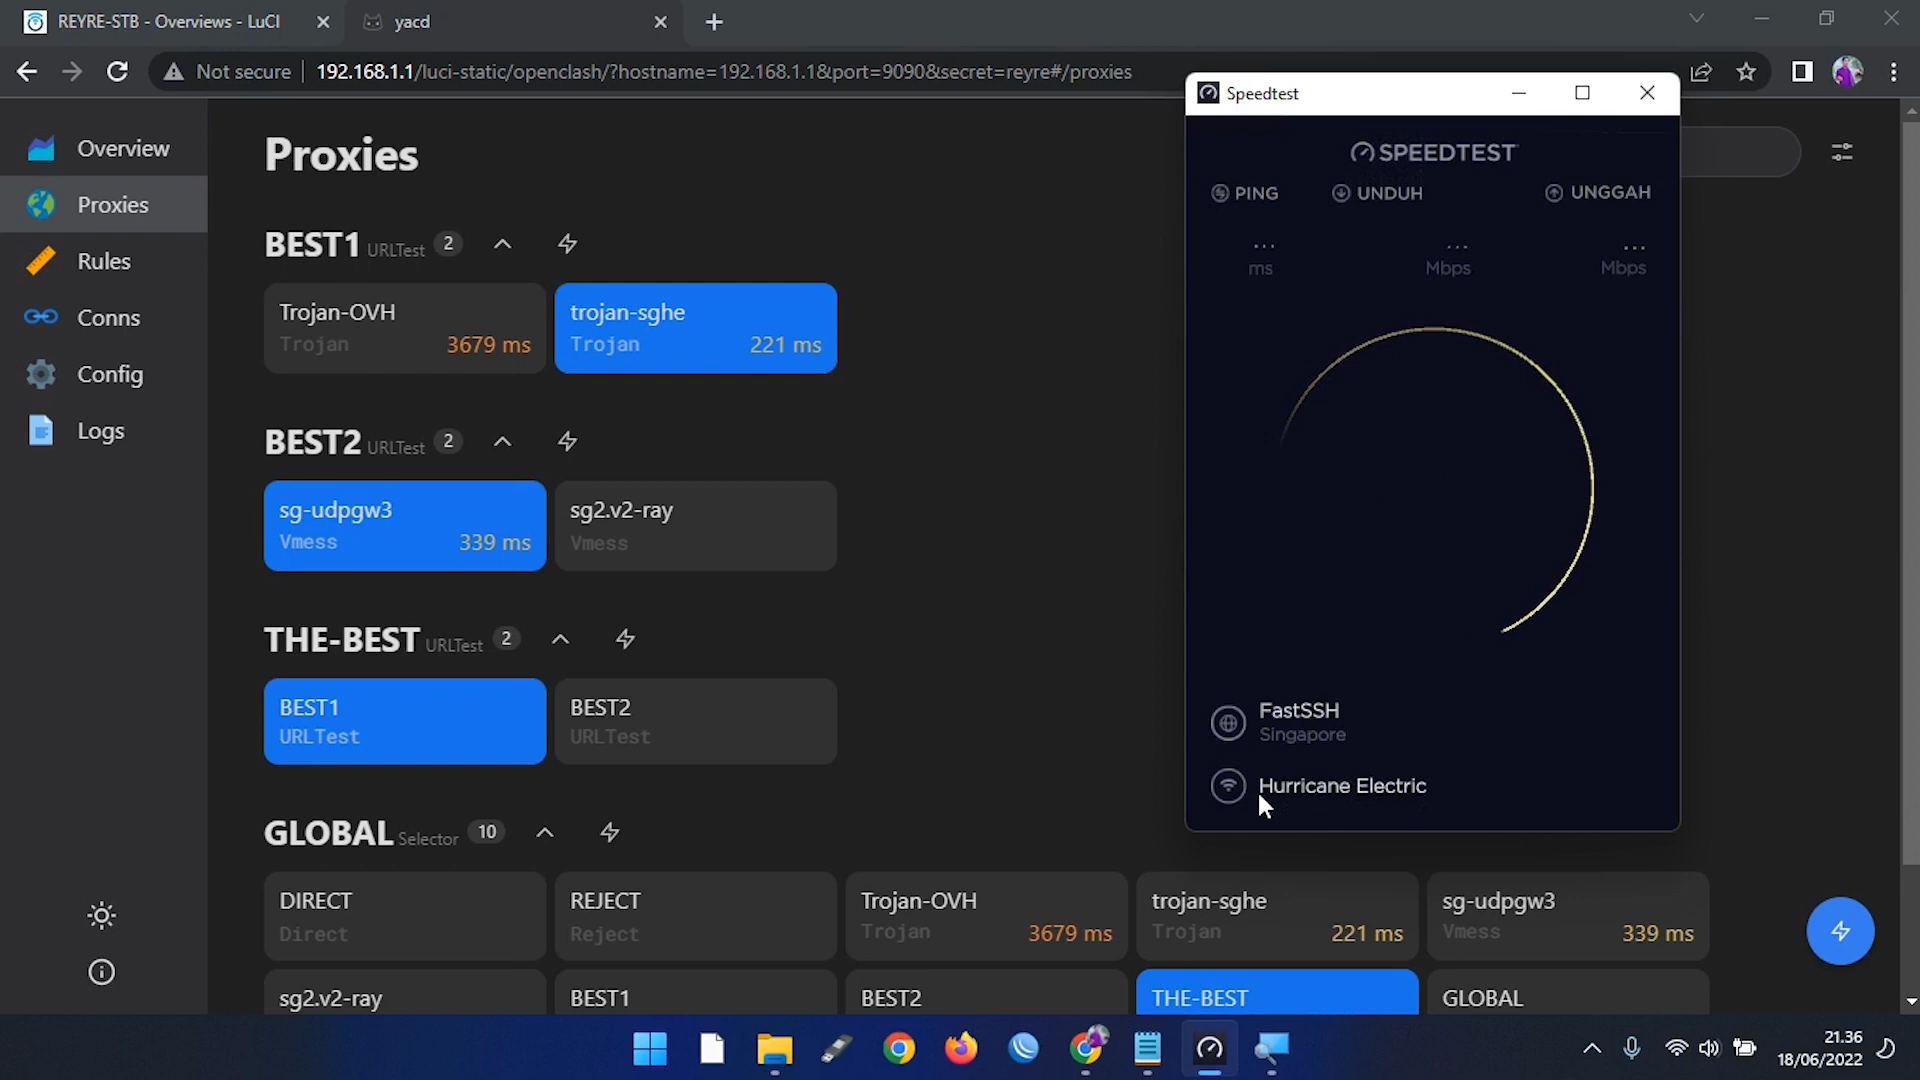 REYRE-STB - Overviews - LuCI
yacd
Not secure
192.168.1.1/luci-static/openclash/?hostname=192.168.1.1&port=9090&secret=reyre#/proxies
Overview
Proxies
Rules
Conns
Config
Logs
Proxies
BEST1 URLTest 2
Trojan-OVH
Trojan 3679 ms
trojan-sghe
Trojan 221 ms
BEST2 URLTest 2
sg-udpgw3
Vmess 339 ms
sg2.v2-ray
Vmess
THE-BEST URLTest 2
BEST1
URLTest
BEST2
URLTest
GLOBAL Selector 10
DIRECT
Direct
REJECT
Reject
Trojan-OVH
Trojan 3679 ms
trojan-sghe
Trojan 221 ms
sg-udpgw3
Vmess 339 ms
sg2.v2-ray
BEST1
BEST2
THE-BEST
GLOBAL
Speedtest
SPEEDTEST
PING
UNDUH
UNGGAH
...
...
...
ms
Mbps
Mbps
FastSSH
Singapore
Hurricane Electric
21.36
18/06/2022